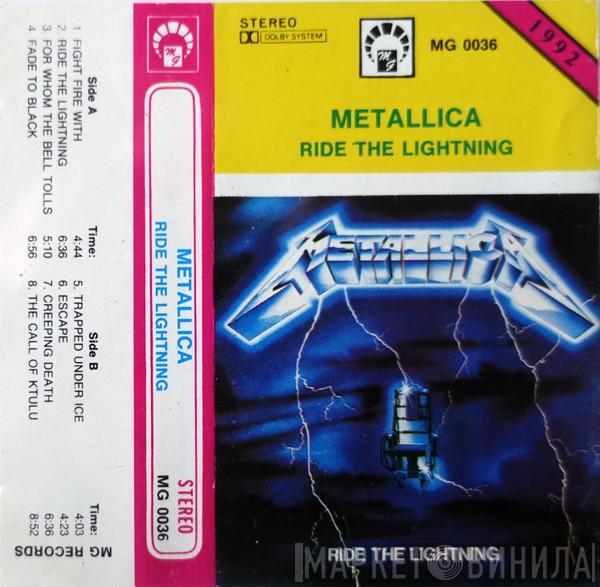 STEREO
DOLBY SYSTEM
MG
MG 0036
1992
METALLICA
RIDE THE LIGHTNING
METALLICA
RIDE THE LIGHTNING
MG
METALLICA
RIDE THE LIGHTNING
STEREO
MG 0036
Side A
Time:
1 FIGHT FIRE WITH 4:44
2 RIDE THE LIGHTNING 6:36
3 FOR WHOM THE BELL TOLLS 5:10
4 FADE TO BLACK 6:56
Side B
Time:
5. TRAPPED UNDER ICE 4:03
6. ESCAPE 4:23
7. CREEPING DEATH 6:36
8. THE CALL OF KTULU 8:52
MG RECORDS
МАРКЕТ ВИНИЛА